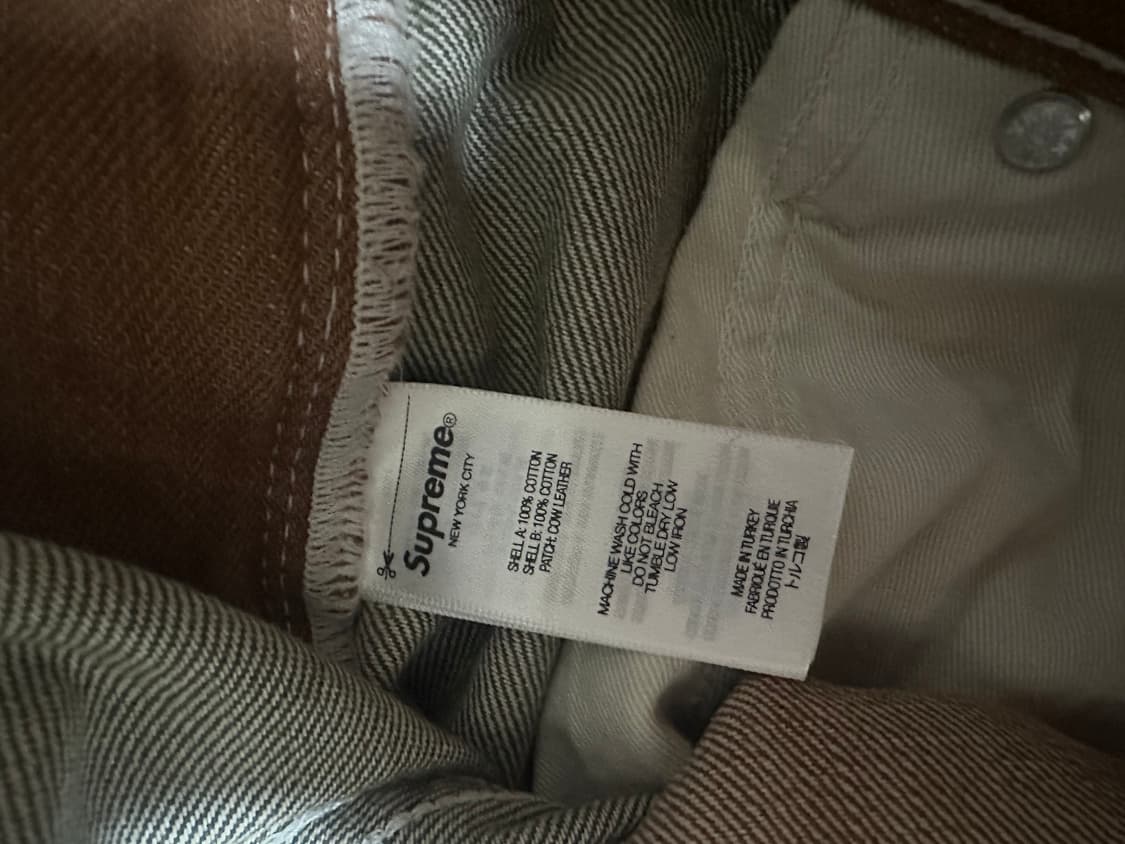 Supreme®
NEW YORK CITY
SHELL A: 100% COTTON
SHELL B: 100% COTTON
PATCH: COW LEATHER
MACHINE WASH COLD WITH
LIKE COLORS
DO NOT BLEACH
TUMBLE DRY LOW
LOW IRON
MADE IN TURKEY
FABRIQUÉ EN TURQUIE
PRODOTTO IN TURCHIA
トルコ製